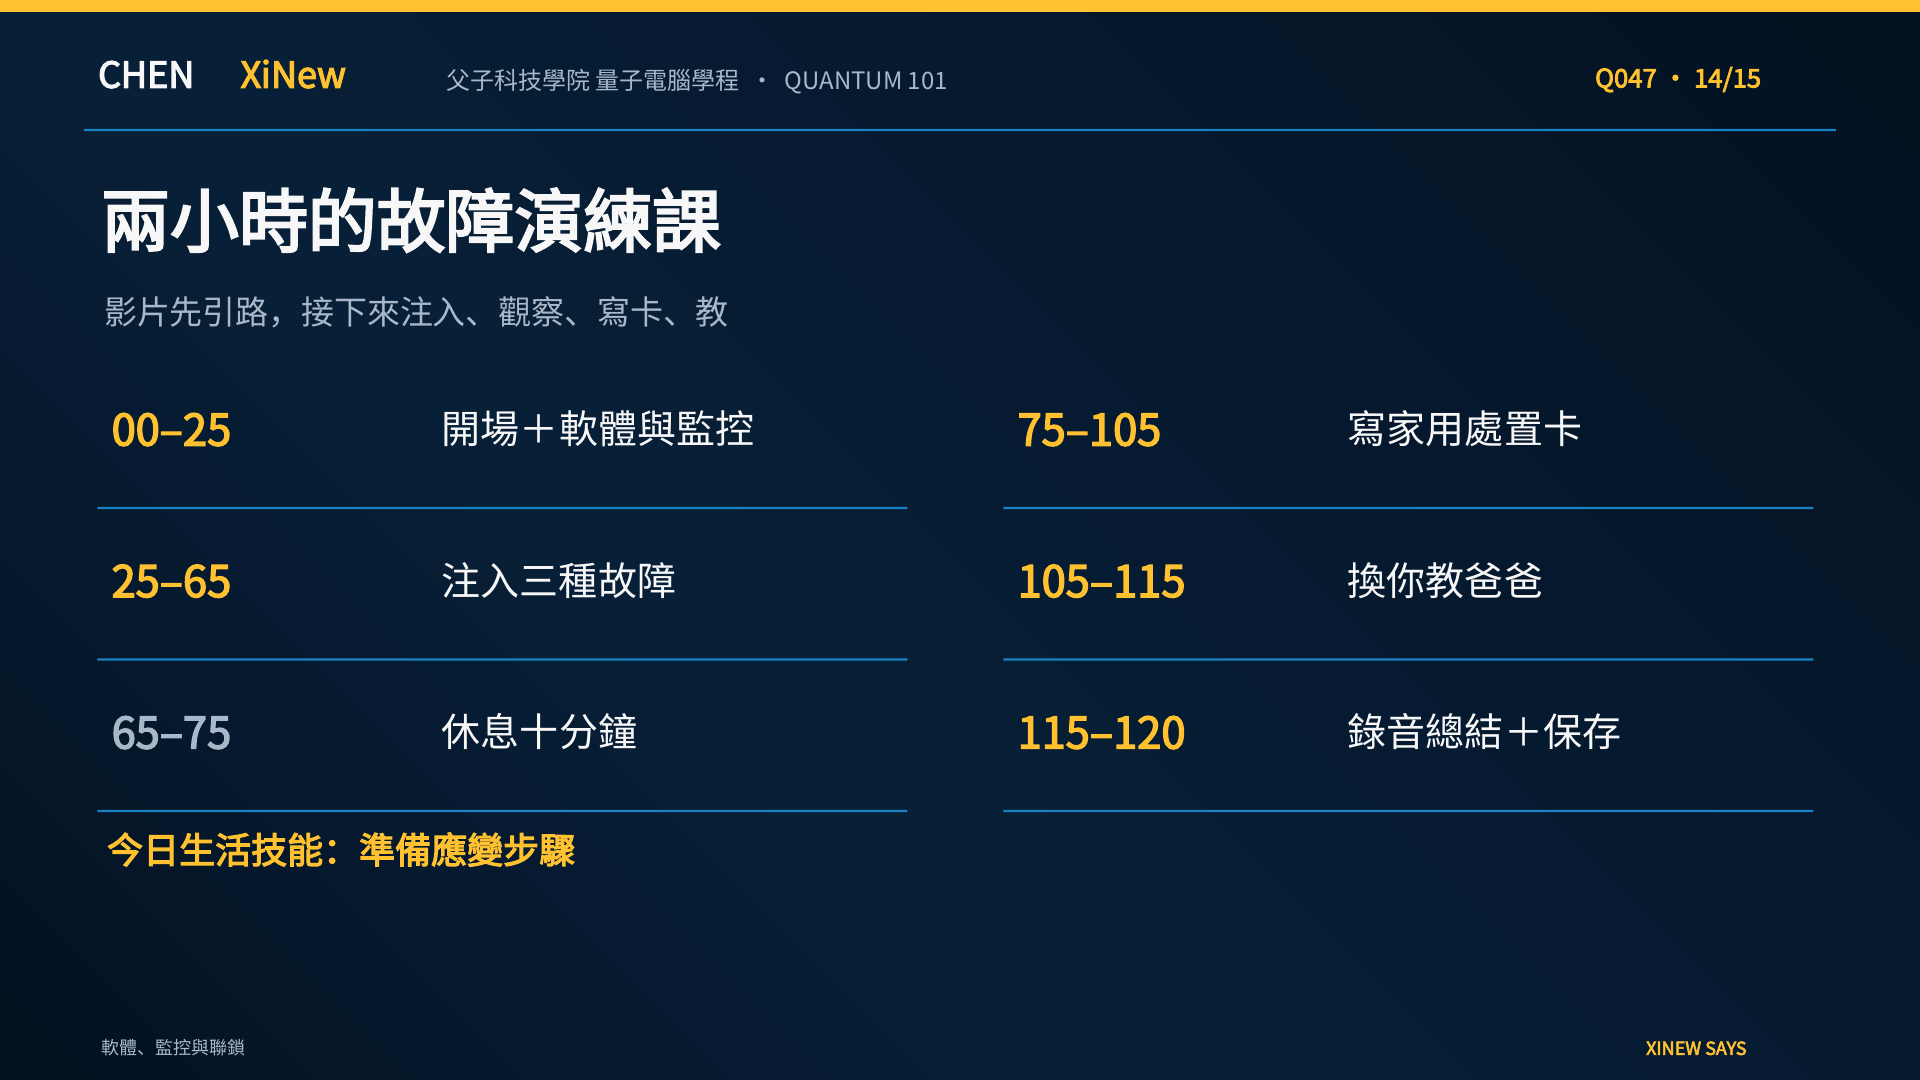 CHEN XiNew 父子科技學院 量子電腦學程 • QUANTUM 101
Q047 • 14/15
兩小時的故障演練課
影片先引路，接下來注入、觀察、寫卡、教
00–25 開場＋軟體與監控
25–65 注入三種故障
65–75 休息十分鐘
75–105 寫家用處置卡
105–115 換你教爸爸
115–120 錄音總結＋保存
今日生活技能：準備應變步驟
軟體、監控與聯鎖
XINEW SAYS